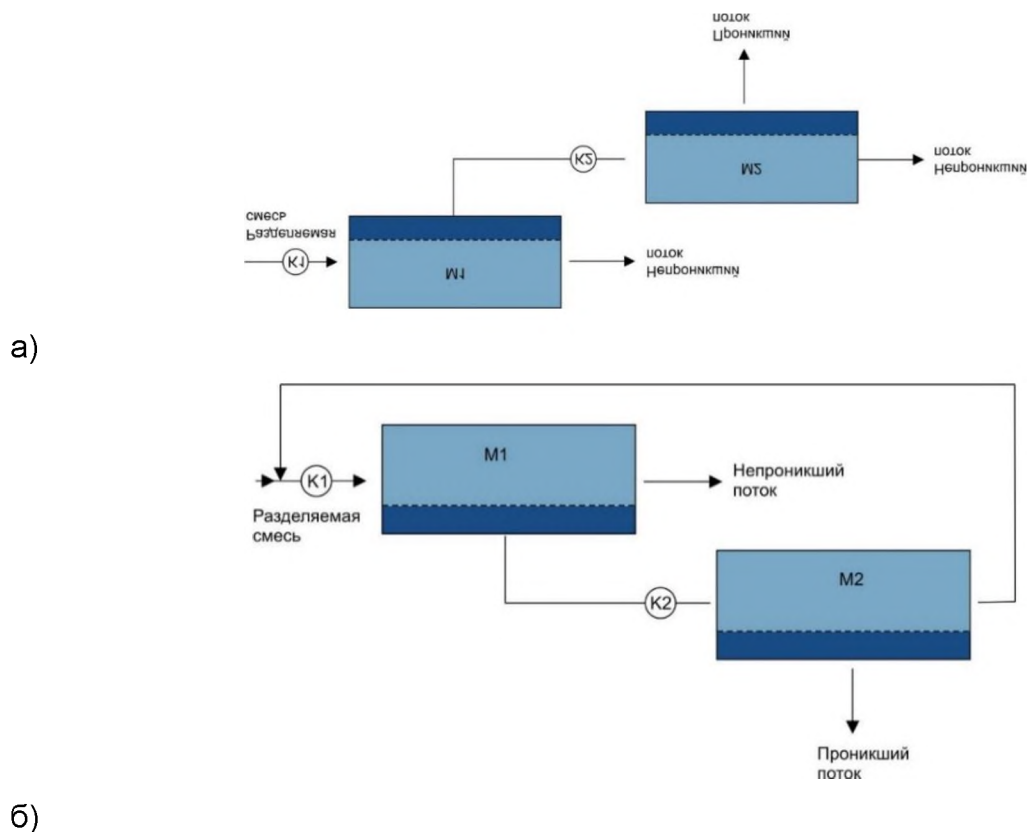 Проникший
поток
К2
М2
Непроникший
поток
Разделяемая
смесь
К1
М1
Непроникший
поток
а)
М1
Непроникший
поток
К1
Разделяемая
смесь
М2
К2
Проникший
поток
б)